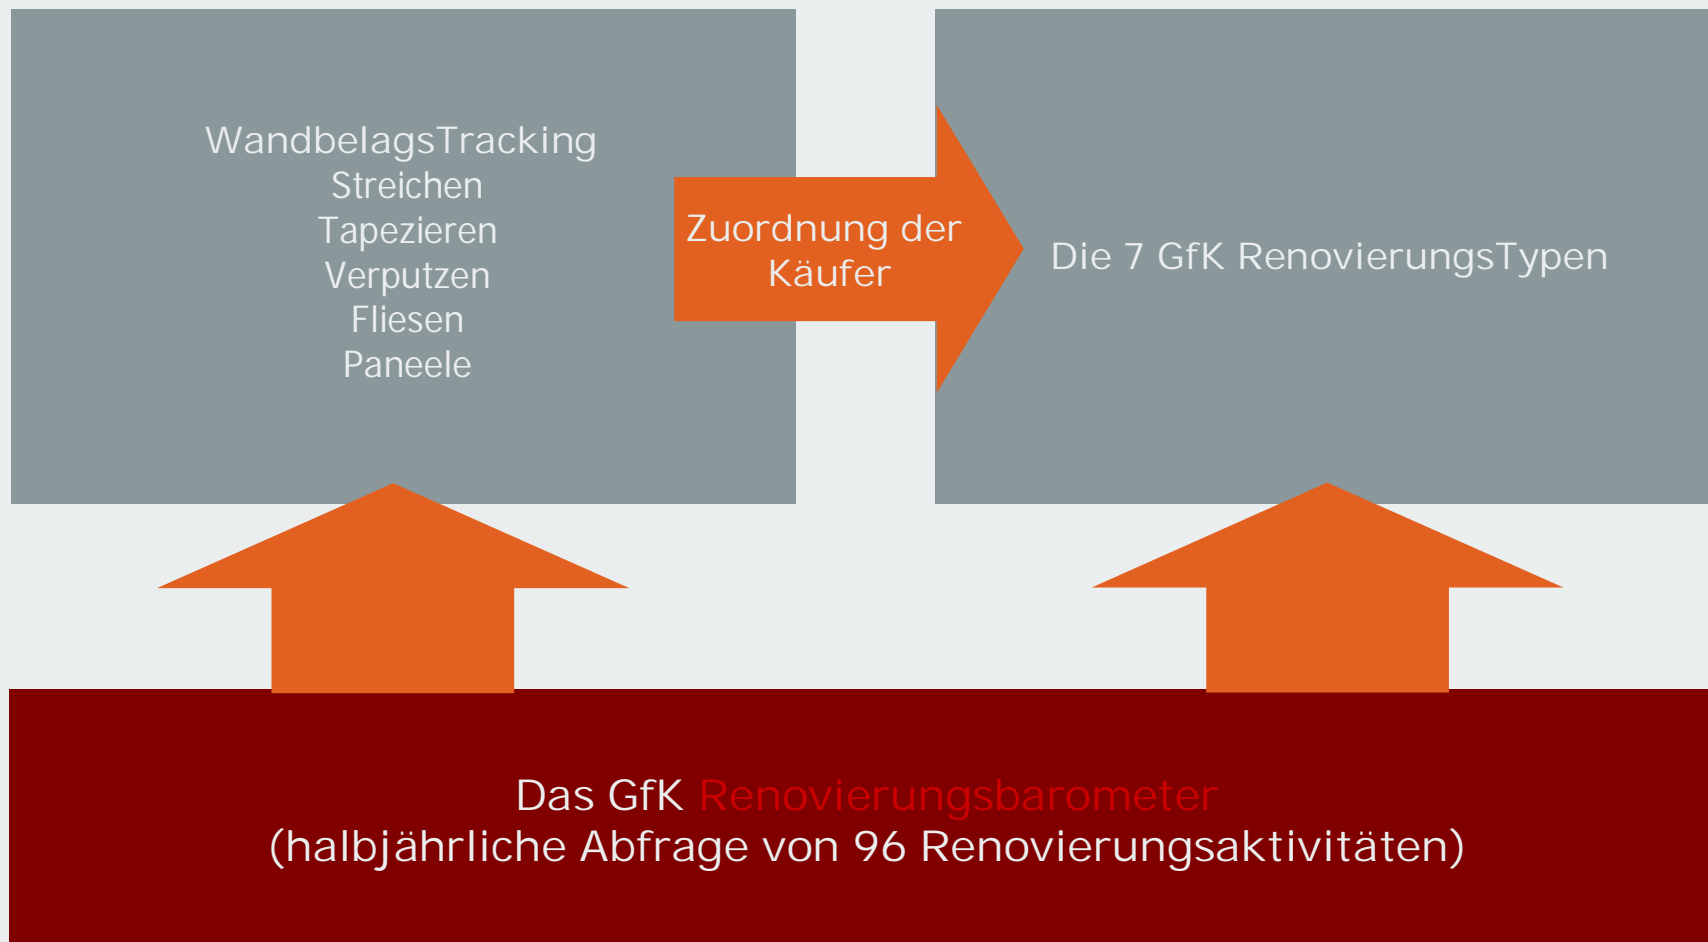 WandbelagsTracking
Streichen
Tapezieren
Verputzen
Fliesen
Paneele
Zuordnung der
Käufer
Die 7 GfK RenovierungsTypen
Das GfK Renovierungsbarometer
(halbjährliche Abfrage von 96 Renovierungsaktivitäten)